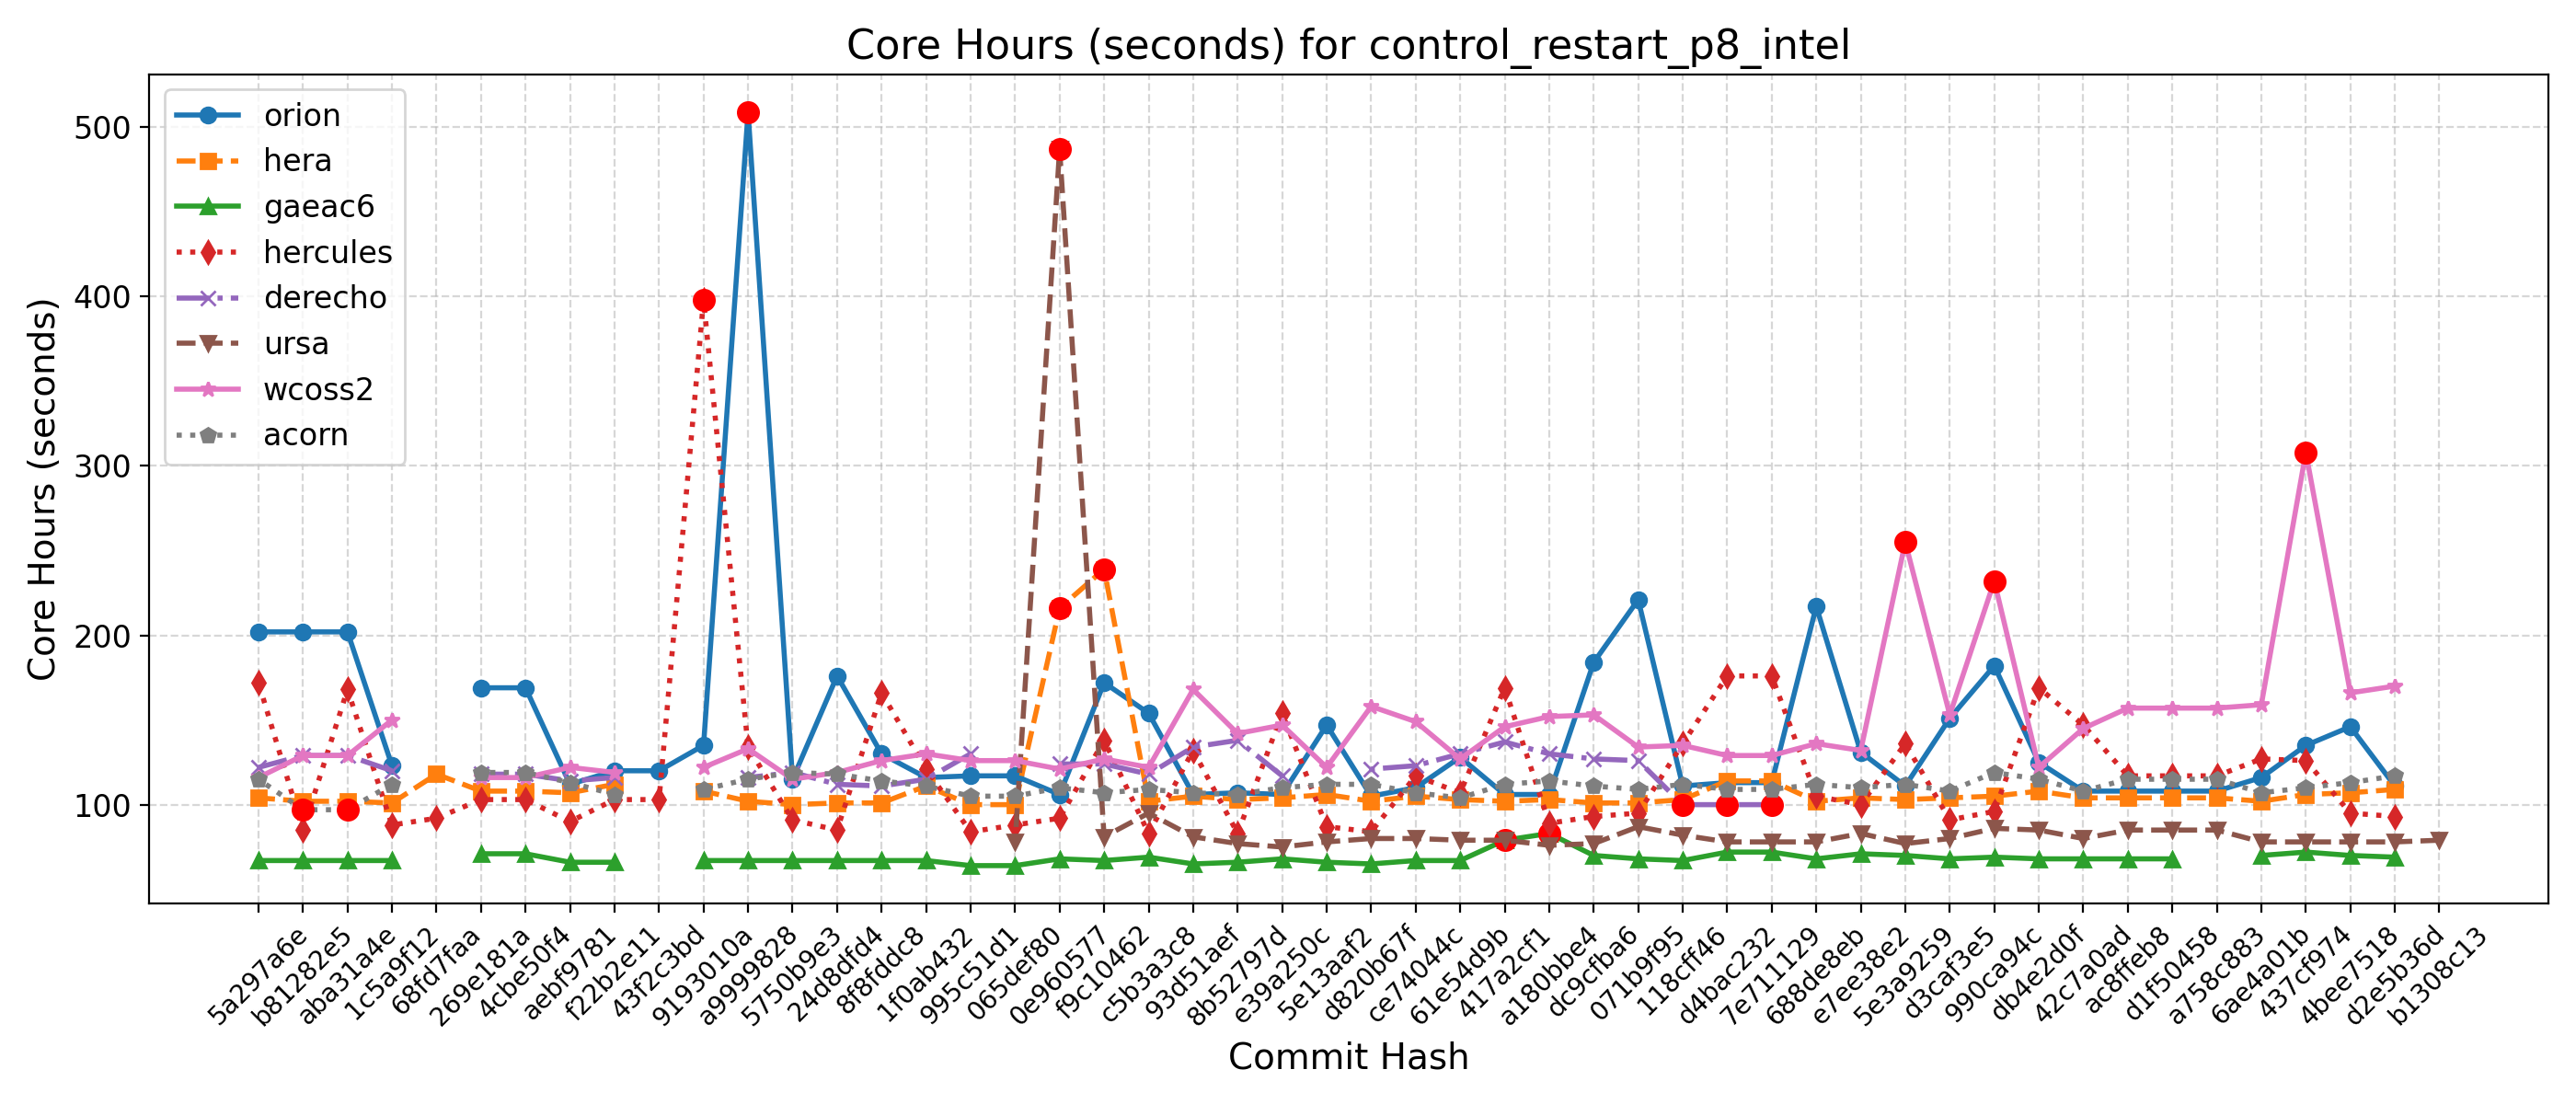 Core Hours (seconds) for control_restart_p8_intel
Core Hours (seconds)
500
400
300
200
100
orion
hera
gaeac6
hercules
derecho
ursa
wcoss2
acorn
5a297a6e
b81282e5
aba31a4e
1c5a9f12
68fd7faa
269e181a
4cbe50f4
aebf9781
f22b2e11
43f2c3bd
9193010a
a9999828
5750b9e3
24d8dfd4
8f8fddc8
1f0ab432
995c51d1
065def80
0e960577
f9c10462
c5b3a3c8
93d51aef
8b52797d
e39a250c
5e13aaf2
d820b67f
ce74044c
61e54d9b
417a2cf1
a180bbe4
dc9cfba6
071b9f95
118cff46
d4bac232
7e711129
688de8eb
e7ee38e2
5e3a9259
d3caf3e5
990ca94c
db4e2d0f
42c7a0ad
ac8ffeb8
d1f50458
a758c883
6ae4a01b
437cf974
4bee7518
d2e5b36d
b1308c13
Commit Hash